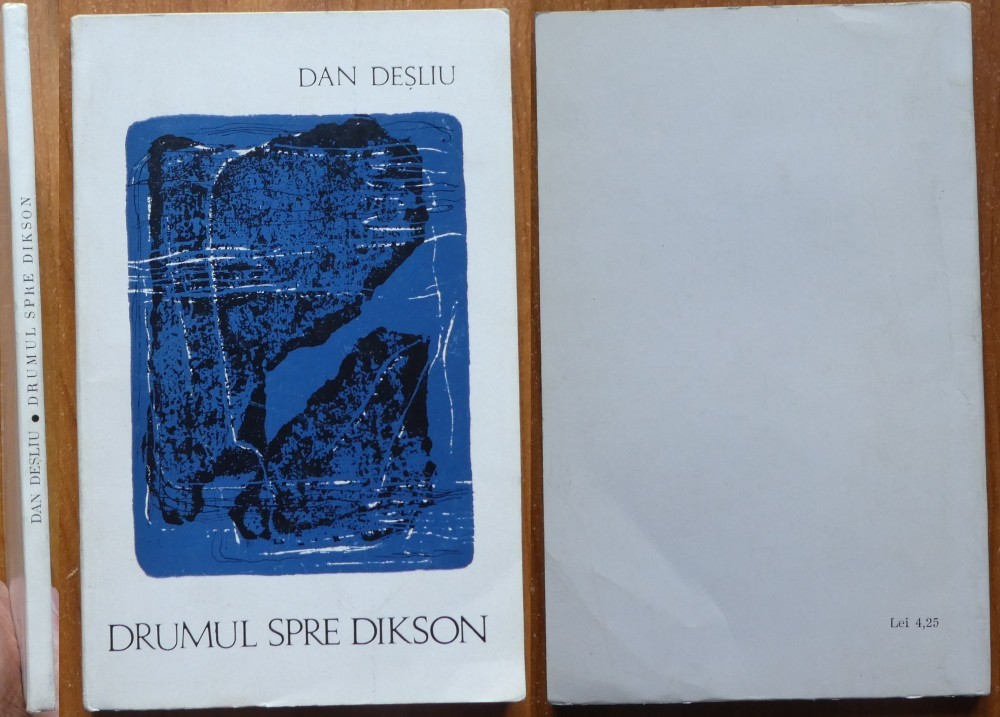 DAN DEȘLIU ● DRUMUL SPRE DIKSON
DAN DEȘLIU
DRUMUL SPRE DIKSON
Lei 4,25